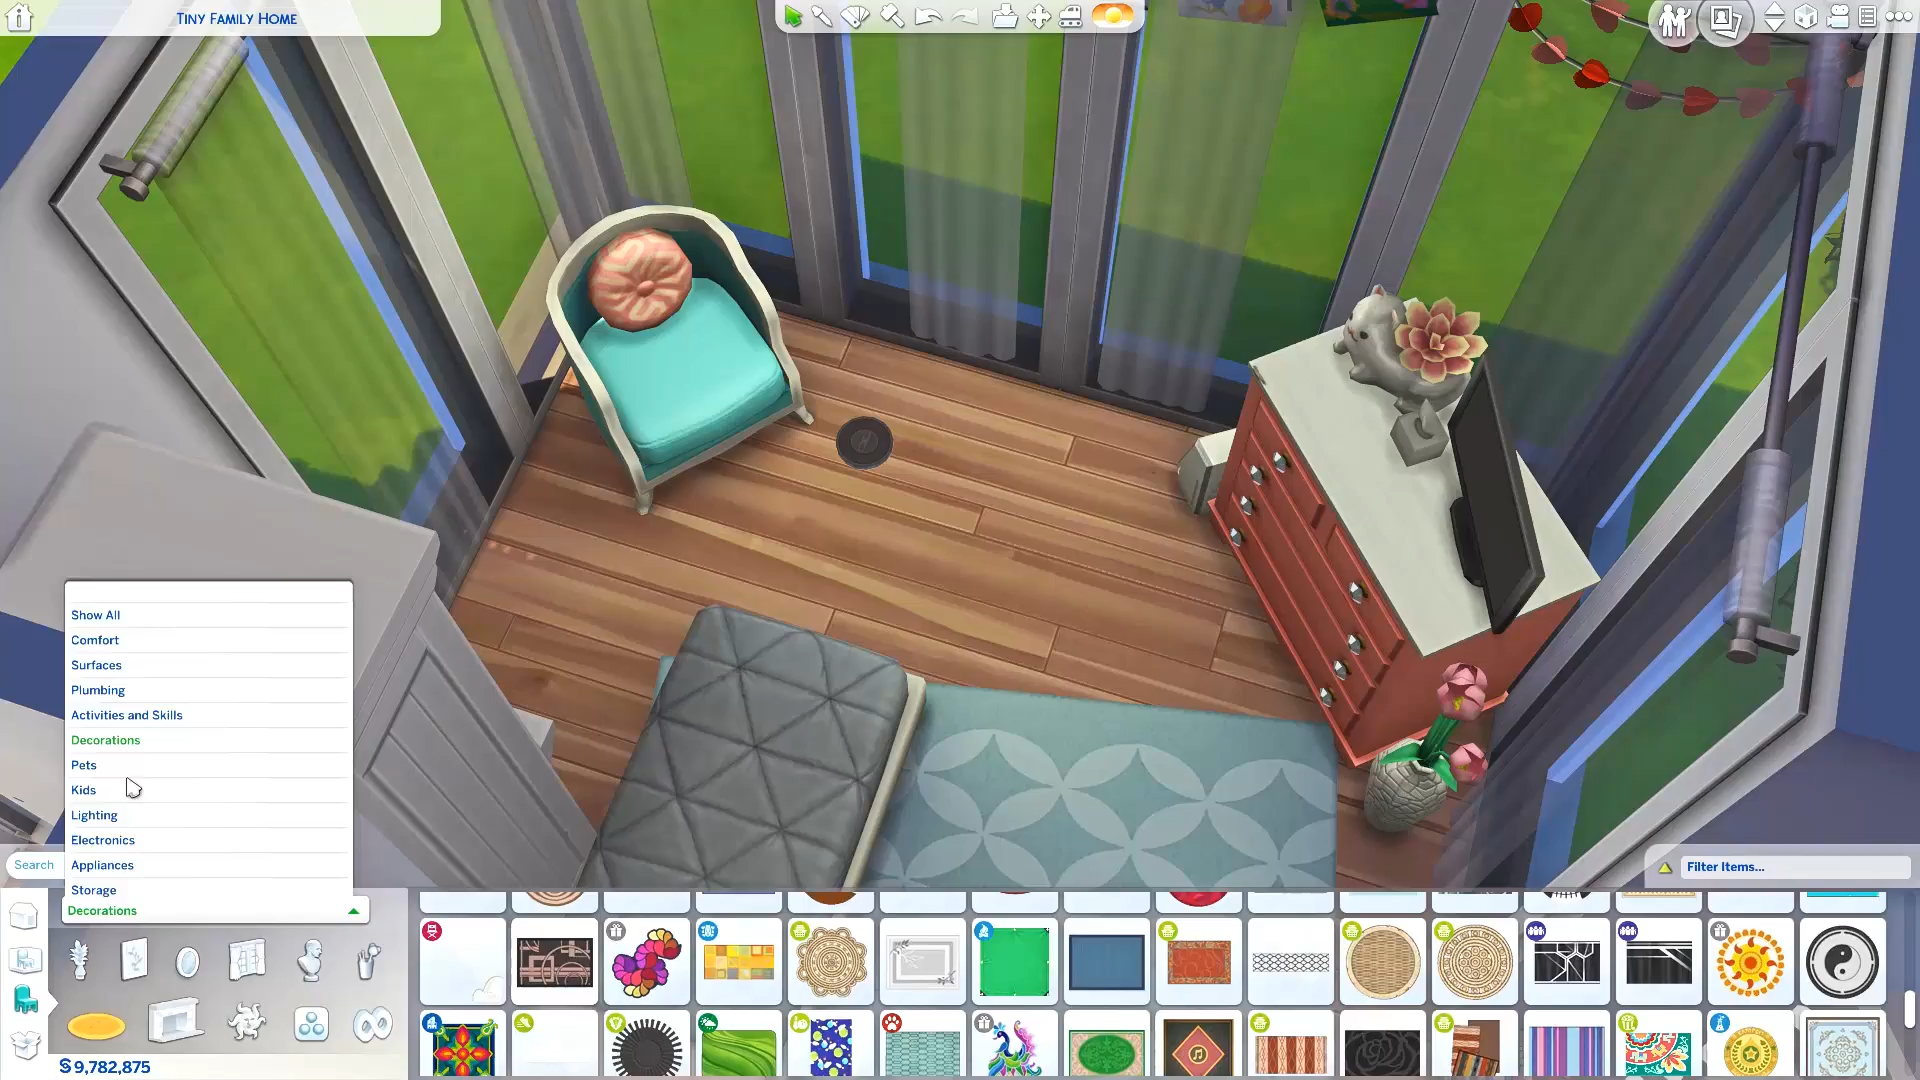 TINY FAMILY HOME
Show All
Comfort
Surfaces
Plumbing
Activities and Skills
Decorations
Pets
Kids
Lighting
Electronics
Appliances
Storage
Search
Decorations
Filter Items...
§9,782,875